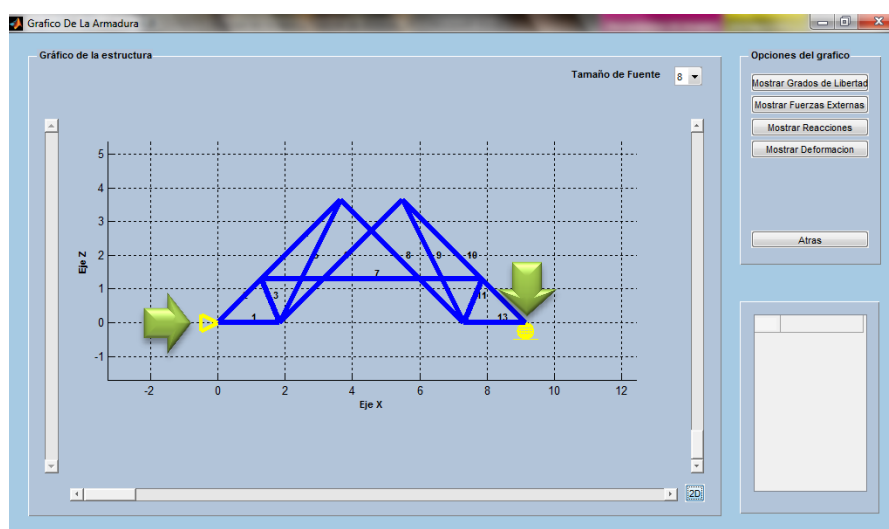 Grafico De La Armadura
Gráfico de la estructura
Tamaño de Fuente 8
5
4
3
2
1
0
-1
Eje Z
8 9 10
7
3 11
1 13
-2 0 2 4 6 8 10 12
Eje X
2D
Opciones del grafico
Mostrar Grados de Libertad
Mostrar Fuerzas Externas
Mostrar Reacciones
Mostrar Deformacion
Atras